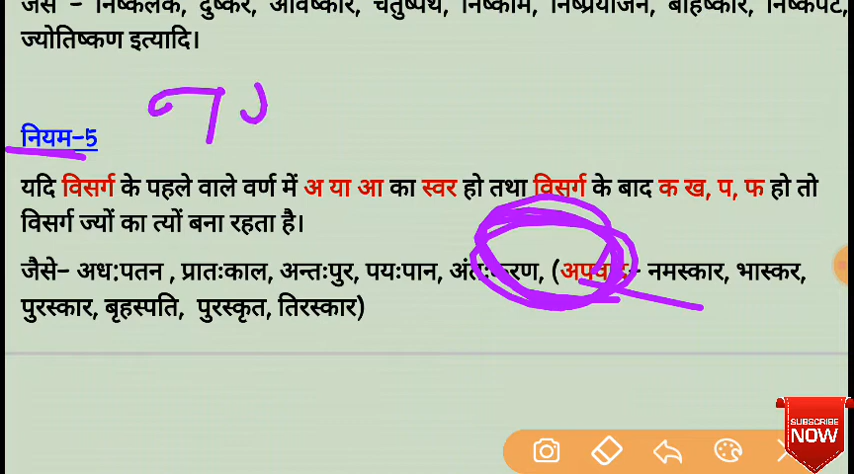 जैसे – निष्कलंक, दुष्कर, आविष्कार, चतुष्पथ, निष्काम, निष्प्रयोजन, बहिष्कार, निष्कपट,
ज्योतिष्कण इत्यादि।
नियम-5
यदि विसर्ग के पहले वाले वर्ण में अ या आ का स्वर हो तथा विसर्ग के बाद क ख, प, फ हो तो
विसर्ग ज्यों का त्यों बना रहता है।
जैसे– अध:पतन , प्रातःकाल, अन्तःपुर, पयःपान, अंतःकरण, (अपवाद- नमस्कार, भास्कर,
पुरस्कार, बृहस्पति, पुरस्कृत, तिरस्कार)
SUBSCRIBE
NOW